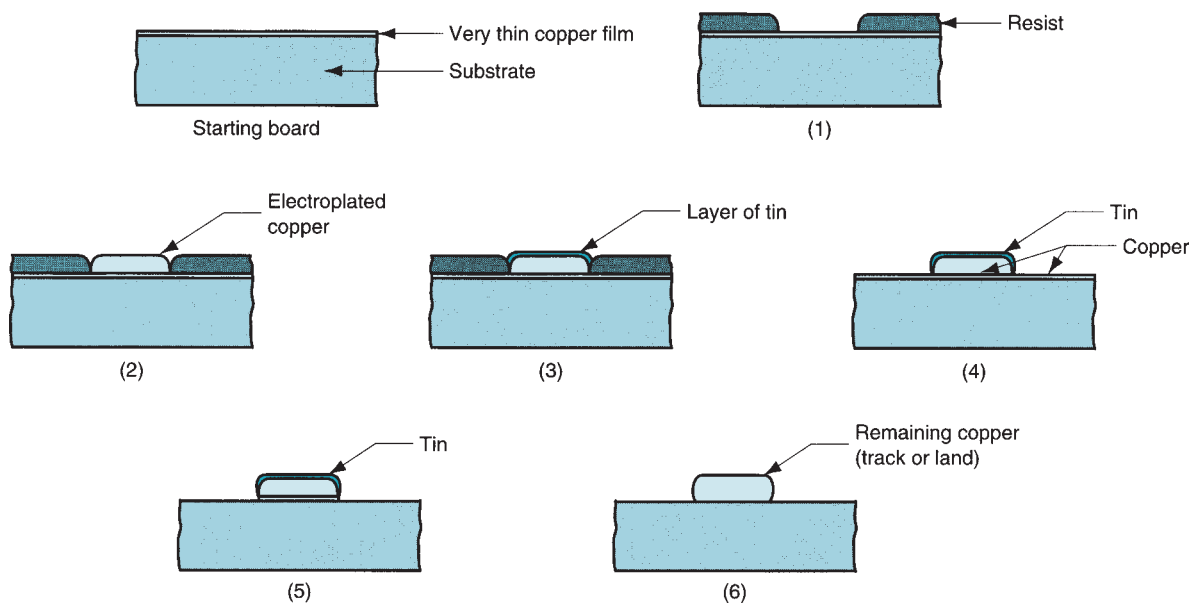 Very thin copper film
Substrate
Starting board
Resist
(1)
Electroplated
copper
(2)
Layer of tin
(3)
Tin
Copper
(4)
Tin
(5)
Remaining copper
(track or land)
(6)